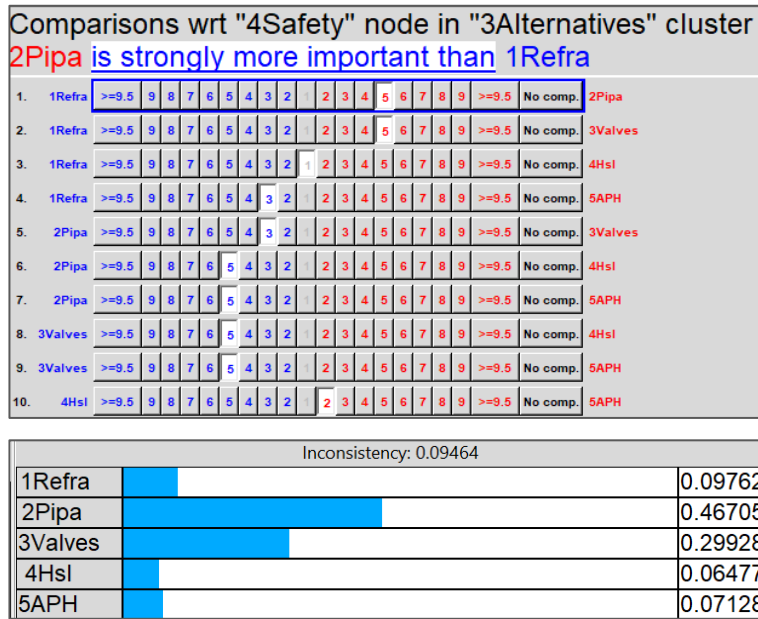 Comparisons wrt "4Safety" node in "3Alternatives" cluster
2Pipa is strongly more important than 1Refra
1. 1Refra >=9.5 9 8 7 6 5 4 3 2 1 2 3 4 5 6 7 8 9 >=9.5 No comp. 2Pipa
2. 1Refra >=9.5 9 8 7 6 5 4 3 2 1 2 3 4 5 6 7 8 9 >=9.5 No comp. 3Valves
3. 1Refra >=9.5 9 8 7 6 5 4 3 2 1 2 3 4 5 6 7 8 9 >=9.5 No comp. 4Hsl
4. 1Refra >=9.5 9 8 7 6 5 4 3 2 1 2 3 4 5 6 7 8 9 >=9.5 No comp. 5APH
5. 2Pipa >=9.5 9 8 7 6 5 4 3 2 1 2 3 4 5 6 7 8 9 >=9.5 No comp. 3Valves
6. 2Pipa >=9.5 9 8 7 6 5 4 3 2 1 2 3 4 5 6 7 8 9 >=9.5 No comp. 4Hsl
7. 2Pipa >=9.5 9 8 7 6 5 4 3 2 1 2 3 4 5 6 7 8 9 >=9.5 No comp. 5APH
8. 3Valves >=9.5 9 8 7 6 5 4 3 2 1 2 3 4 5 6 7 8 9 >=9.5 No comp. 4Hsl
9. 3Valves >=9.5 9 8 7 6 5 4 3 2 1 2 3 4 5 6 7 8 9 >=9.5 No comp. 5APH
10. 4Hsl >=9.5 9 8 7 6 5 4 3 2 1 2 3 4 5 6 7 8 9 >=9.5 No comp. 5APH
Inconsistency: 0.09464
1Refra 0.09762
2Pipa 0.46705
3Valves 0.29928
4Hsl 0.06477
5APH 0.07128